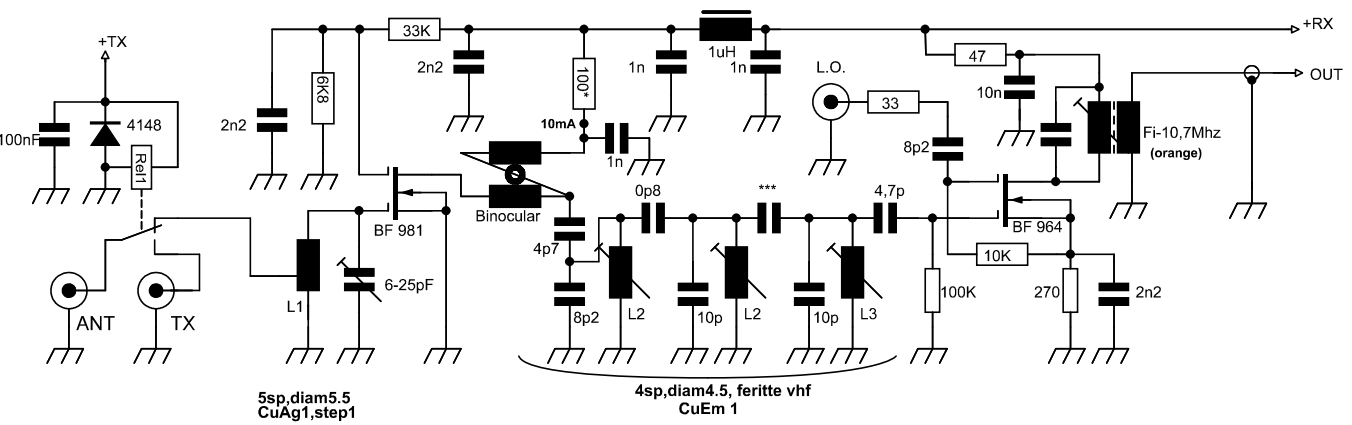 +TX
100nF
4148
Rel1
ANT
TX
2n2
6K8
33K
2n2
100*
10mA
1n
1n
1uH
1n
BF 981
L1
6-25pF
Binocular
4p7
8p2
0p8
L2
10p
***
L2
10p
4,7p
L3
L.O.
33
8p2
47
10n
Fi-10,7Mhz
(orange)
BF 964
10K
100K
270
2n2
+RX
OUT
5sp,diam5.5
CuAg1,step1
4sp,diam4.5, feritte vhf
CuEm 1